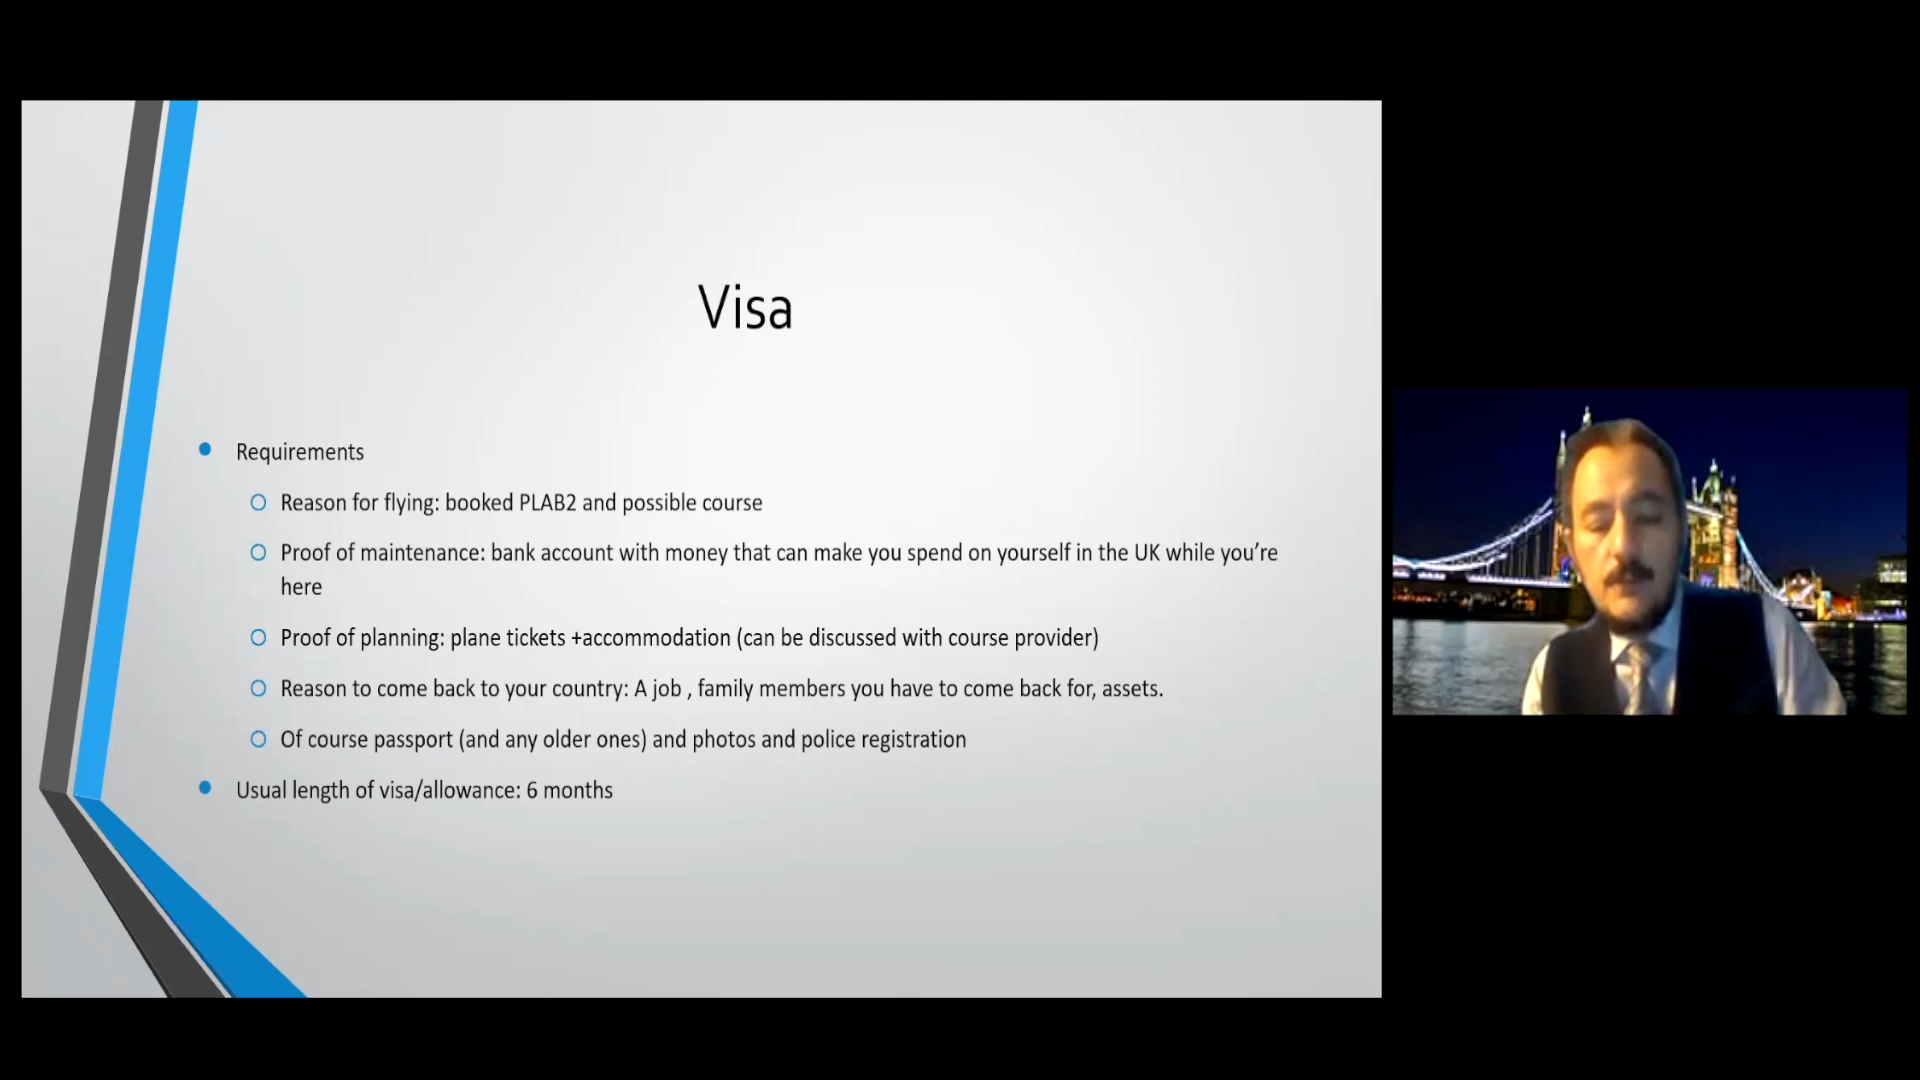 Visa
Requirements
Reason for flying: booked PLAB2 and possible course
Proof of maintenance: bank account with money that can make you spend on yourself in the UK while you’re
here
Proof of planning: plane tickets +accommodation (can be discussed with course provider)
Reason to come back to your country: A job , family members you have to come back for, assets.
Of course passport (and any older ones) and photos and police registration
Usual length of visa/allowance: 6 months